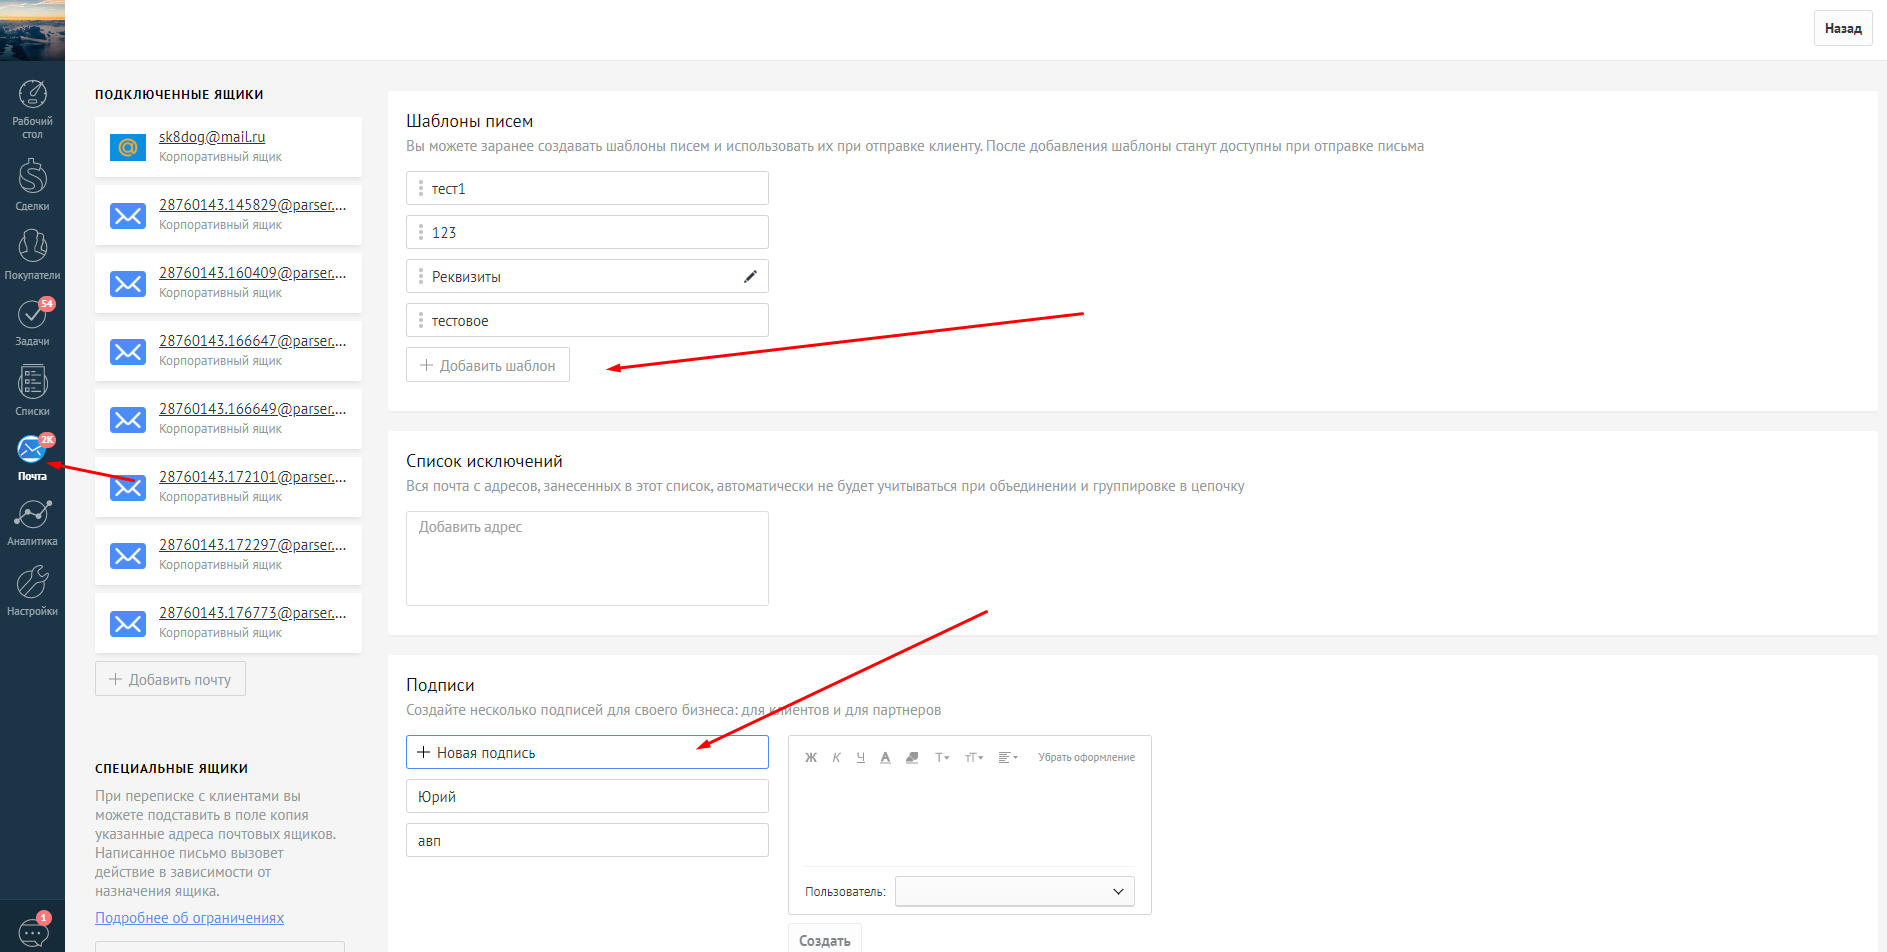 Назад
Рабочий
стол
Сделки
Покупатели
54
Задачи
Списки
2K
Почта
Аналитика
Настройки
1
ПОДКЛЮЧЕННЫЕ ЯЩИКИ
@
sk8dog@mail.ru
Корпоративный ящик
28760143.145829@parser....
Корпоративный ящик
28760143.160409@parser....
Корпоративный ящик
28760143.166647@parser....
Корпоративный ящик
28760143.166649@parser....
Корпоративный ящик
28760143.172101@parser....
Корпоративный ящик
28760143.172297@parser....
Корпоративный ящик
28760143.176773@parser....
Корпоративный ящик
+ Добавить почту
СПЕЦИАЛЬНЫЕ ЯЩИКИ
При переписке с клиентами вы
можете подставить в поле копия
указанные адреса почтовых ящиков.
Написанное письмо вызовет
действие в зависимости от
назначения ящика.
Подробнее об ограничениях
Шаблоны писем
Вы можете заранее создавать шаблоны писем и использовать их при отправке клиенту. После добавления шаблоны станут доступны при отправке письма
тест1
123
Реквизиты
тестовое
+ Добавить шаблон
Список исключений
Вся почта с адресов, занесенных в этот список, автоматически не будет учитываться при объединении и группировке в цепочку
Добавить адрес
Подписи
Создайте несколько подписей для своего бизнеса: для клиентов и для партнеров
+ Новая подпись
Юрий
авп
Ж К Ч А T тT Убрать оформление
Пользователь:
Создать